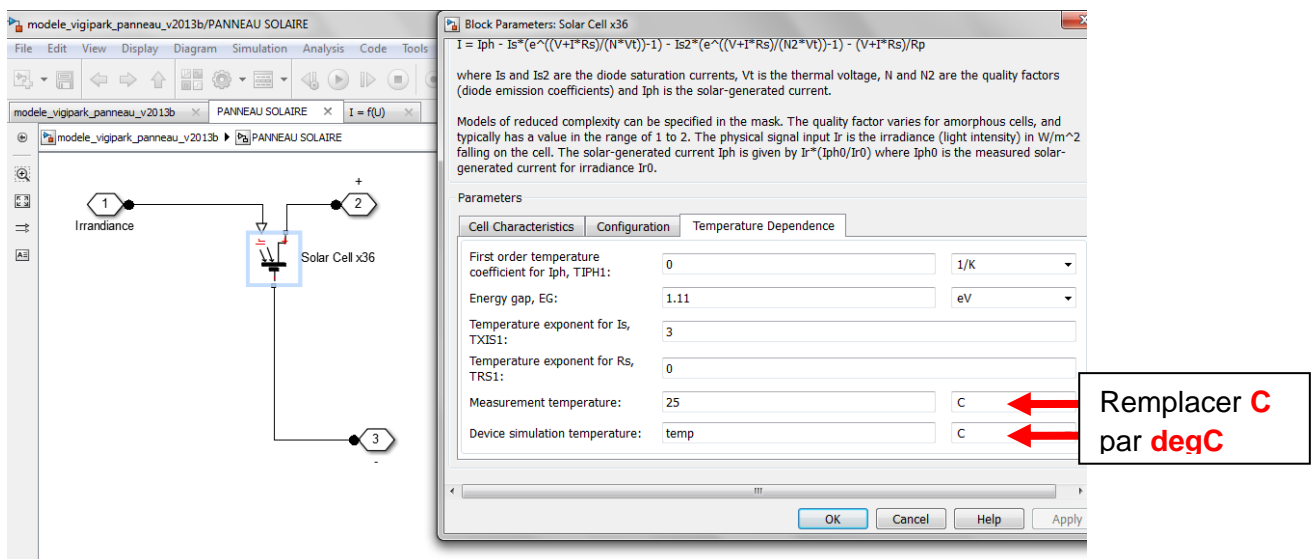 modele_vigipark_panneau_v2013b/PANNEAU SOLAIRE
File Edit View Display Diagram Simulation Analysis Code Tools
modele_vigipark_panneau_v2013b
PANNEAU SOLAIRE
I = f(U)
modele_vigipark_panneau_v2013b PANNEAU SOLAIRE
1
Irrandiance
+
2
Ir
+
Solar Cell x36
3
-
Block Parameters: Solar Cell x36
I = Iph - Is*(e^((V+I*Rs)/(N*Vt))-1) - Is2*(e^((V+I*Rs)/(N2*Vt))-1) - (V+I*Rs)/Rp
where Is and Is2 are the diode saturation currents, Vt is the thermal voltage, N and N2 are the quality factors
(diode emission coefficients) and Iph is the solar-generated current.
Models of reduced complexity can be specified in the mask. The quality factor varies for amorphous cells, and
typically has a value in the range of 1 to 2. The physical signal input Ir is the irradiance (light intensity) in W/m^2
falling on the cell. The solar-generated current Iph is given by Ir*(Iph0/Ir0) where Iph0 is the measured solar-
generated current for irradiance Ir0.
Parameters
Cell Characteristics Configuration Temperature Dependence
First order temperature
coefficient for Iph, TIPH1: 0 1/K
Energy gap, EG: 1.11 eV
Temperature exponent for Is,
TXIS1: 3
Temperature exponent for Rs,
TRS1: 0
Measurement temperature: 25 C
Device simulation temperature: temp C
OK Cancel Help Apply
Remplacer C
par degC